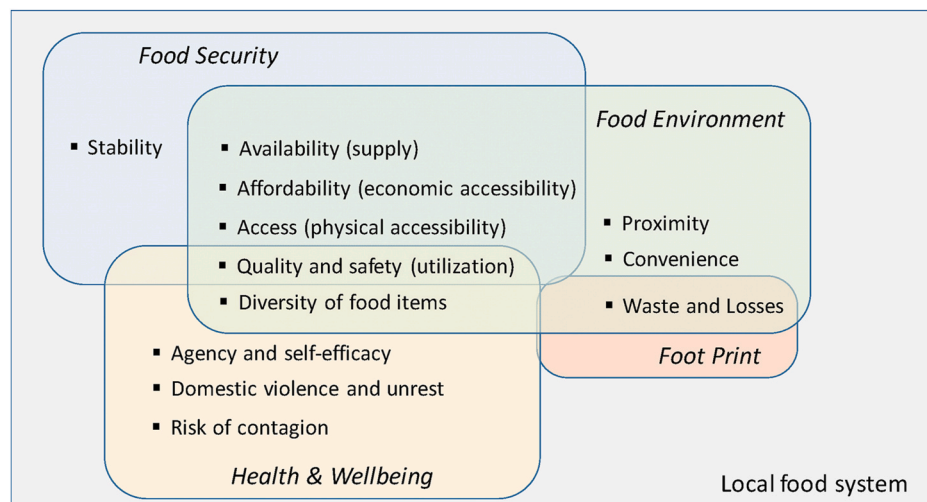 Food Security
Food Environment
▪ Stability
▪ Availability (supply)
▪ Affordability (economic accessibility)
▪ Access (physical accessibility)
▪ Proximity
▪ Quality and safety (utilization)
▪ Convenience
▪ Diversity of food items
▪ Waste and Losses
▪ Agency and self-efficacy
Foot Print
▪ Domestic violence and unrest
▪ Risk of contagion
Health & Wellbeing
Local food system